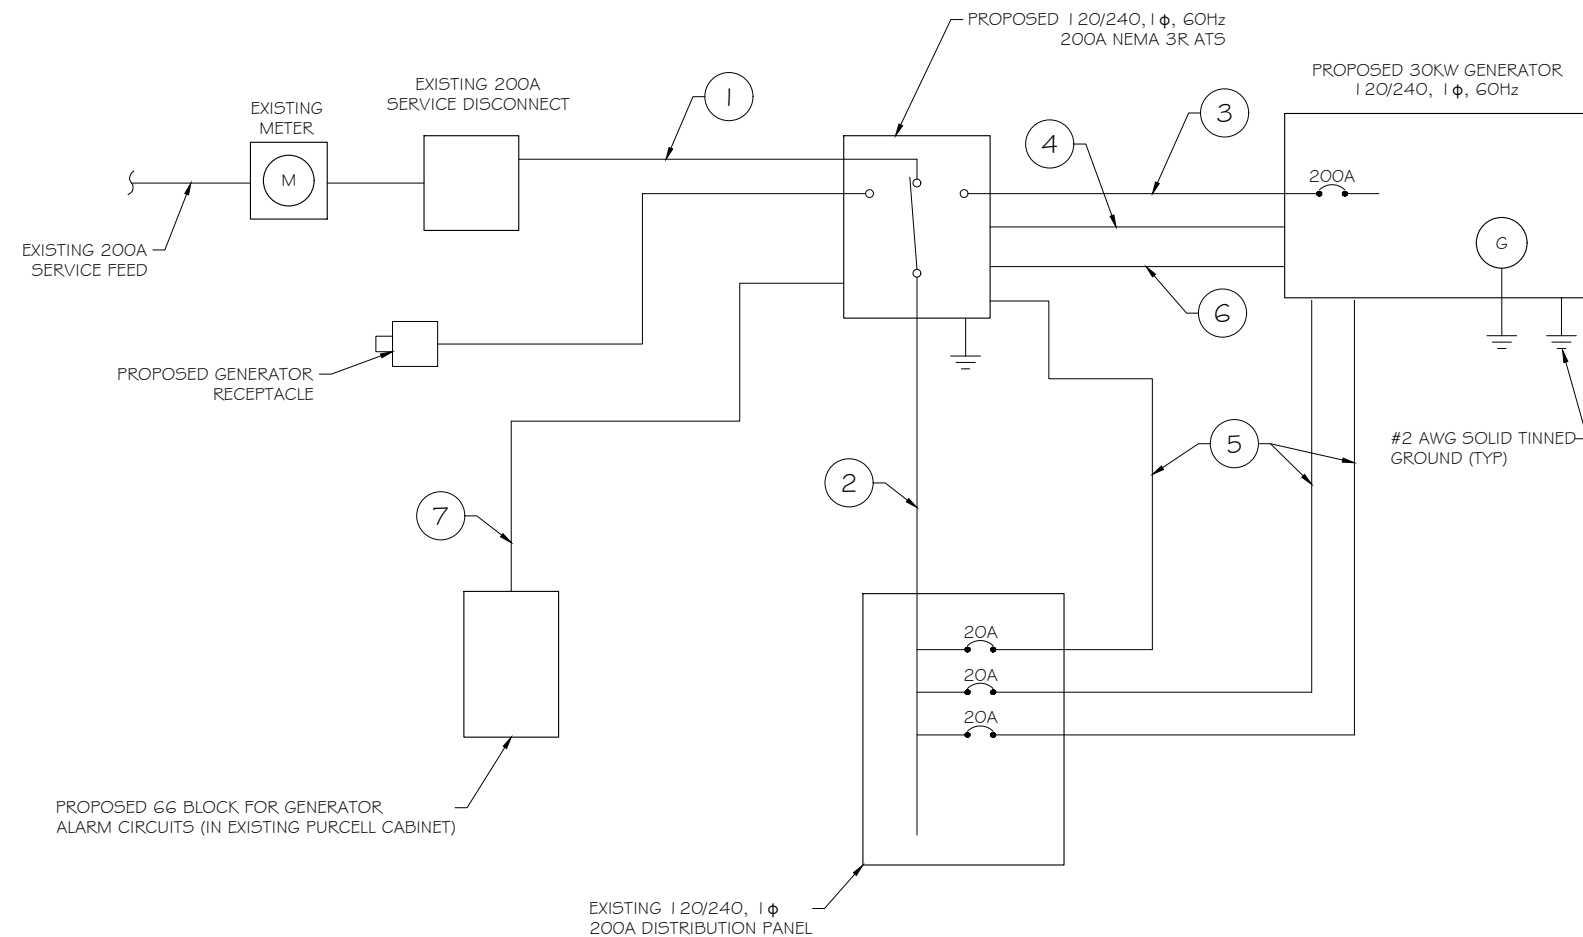 PROPOSED 120/240,1ϕ, 60Hz
200A NEMA 3R ATS
PROPOSED 30KW GENERATOR
120/240, 1ϕ, 60Hz
EXISTING 200A
SERVICE DISCONNECT
EXISTING
METER
1
3
4
M
200A
EXISTING 200A
SERVICE FEED
G
6
PROPOSED GENERATOR
RECEPTACLE
5
#2 AWG SOLID TINNED
GROUND (TYP)
2
7
20A
20A
20A
PROPOSED 66 BLOCK FOR GENERATOR
ALARM CIRCUITS (IN EXISTING PURCELL CABINET)
EXISTING 120/240, 1ϕ
200A DISTRIBUTION PANEL